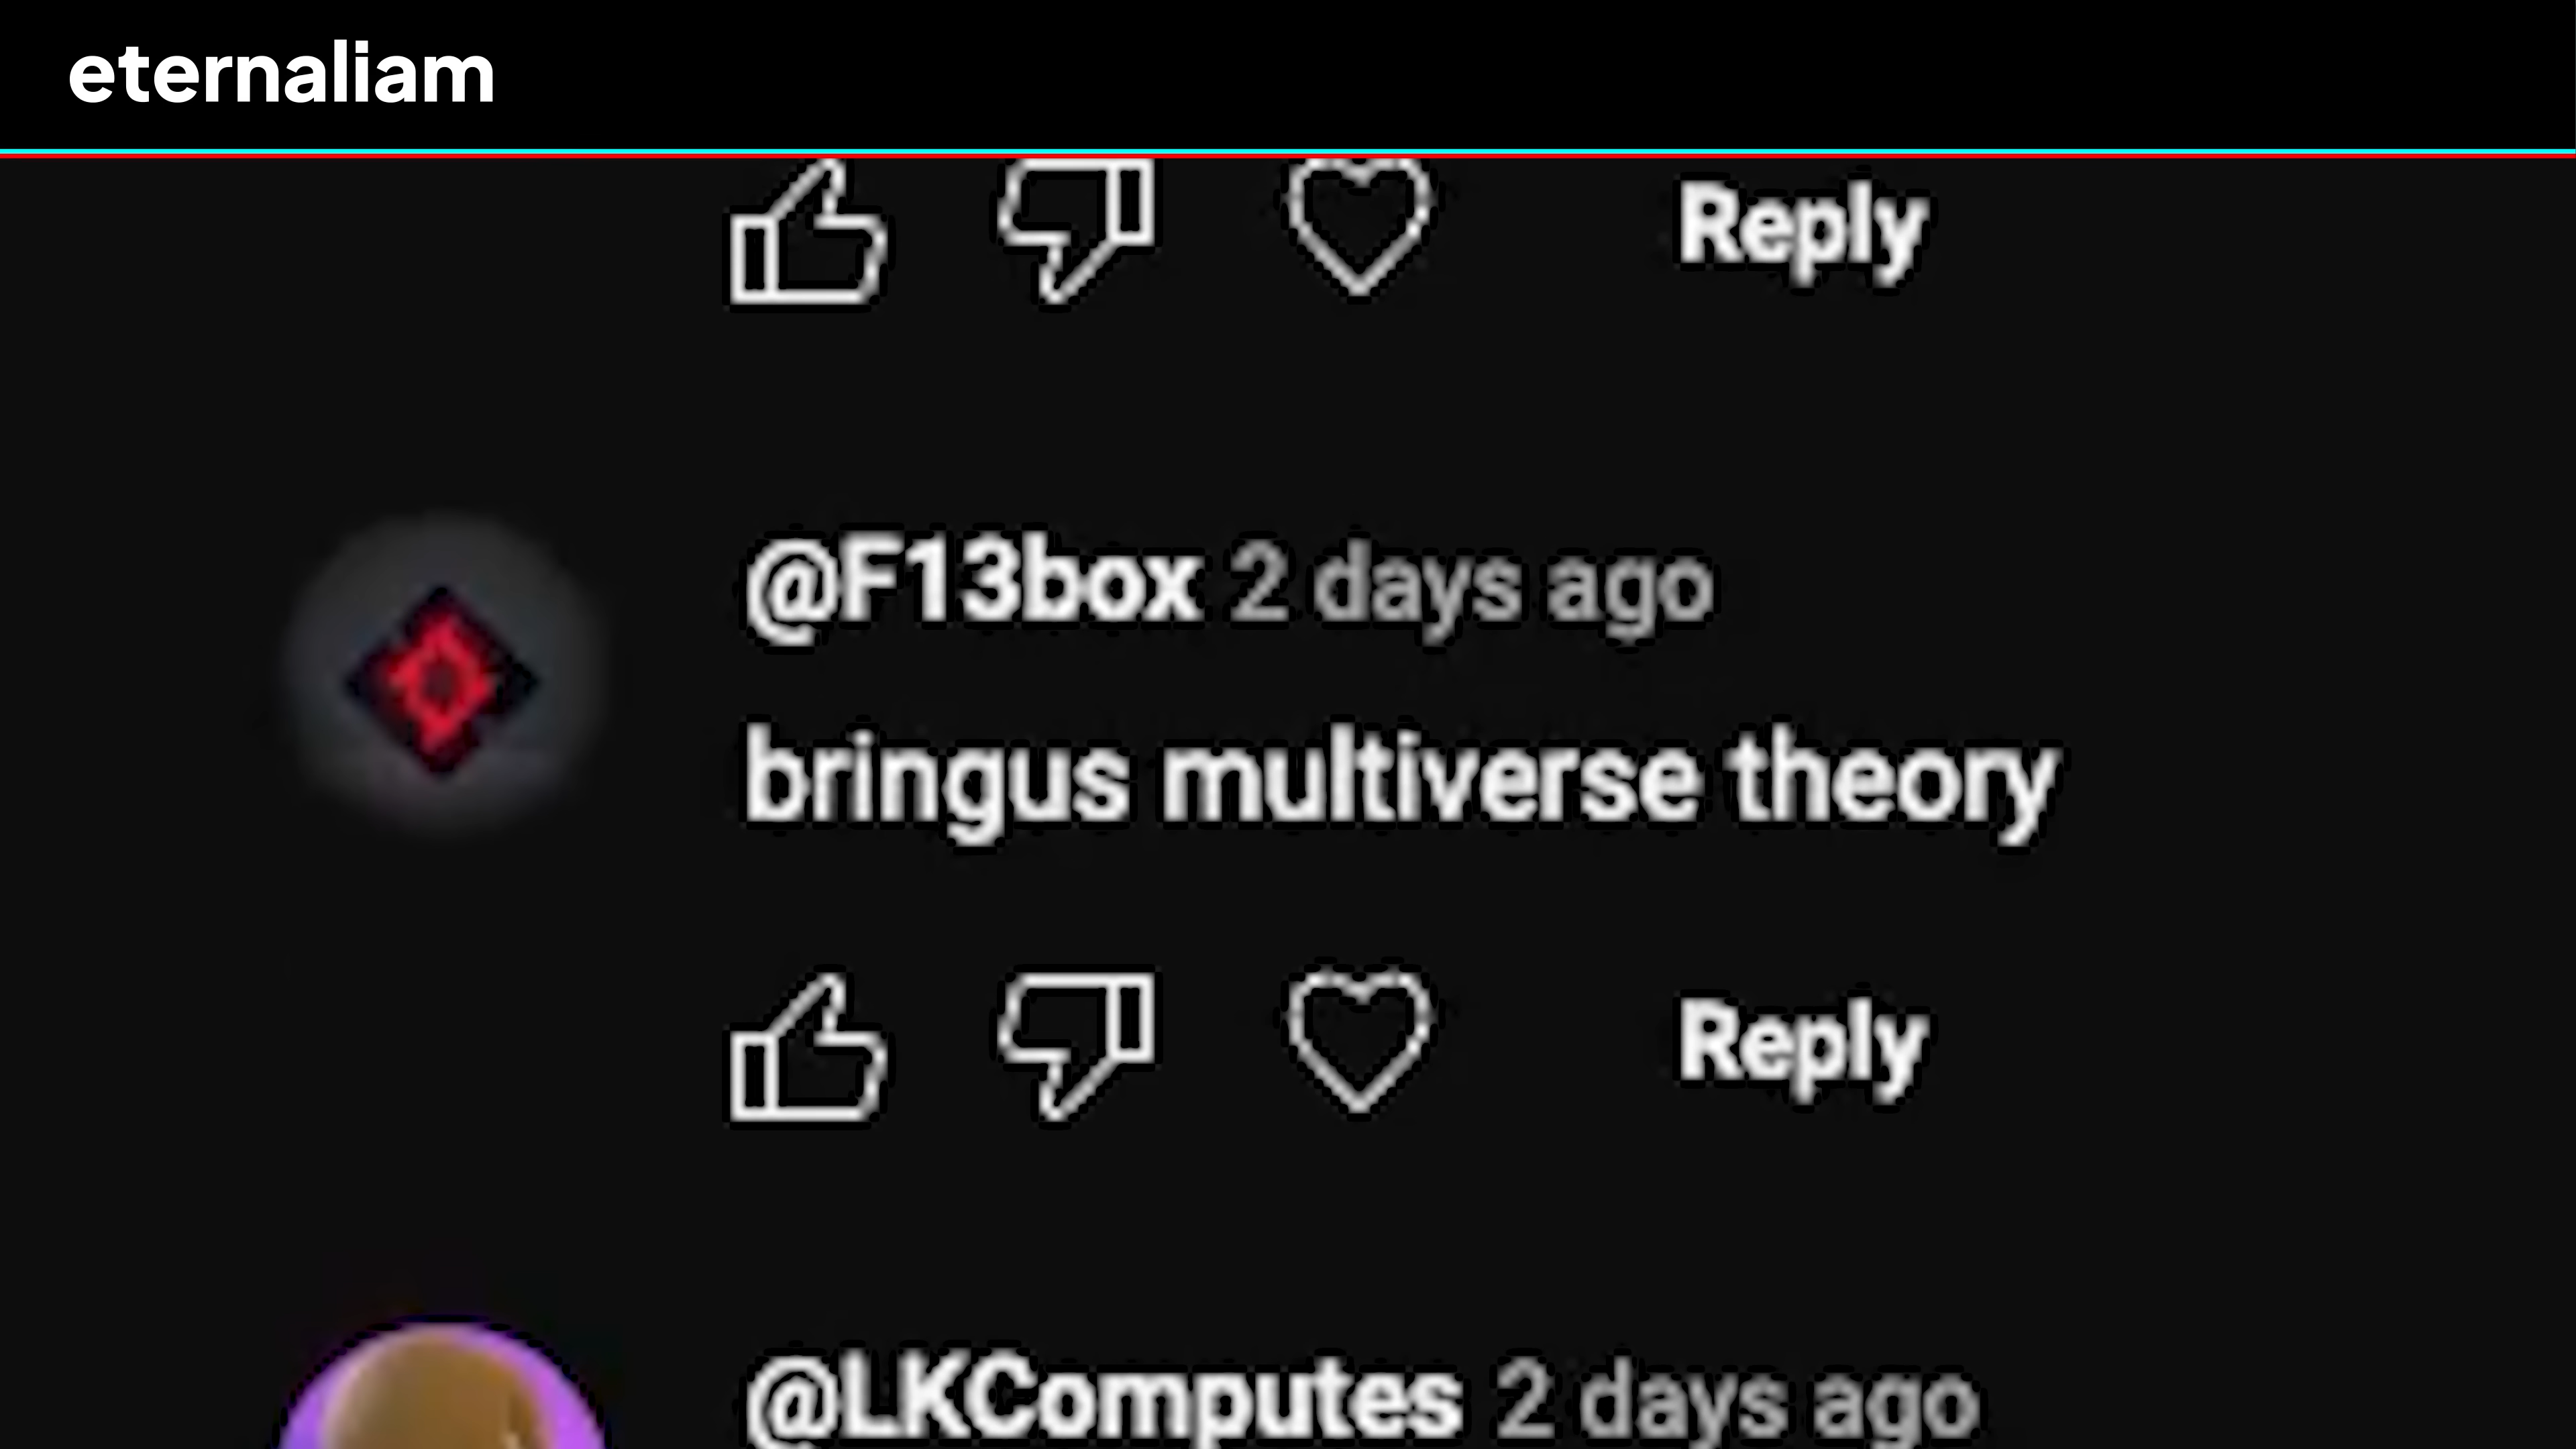 eternaliam
Reply
@F13box 2 days ago
bringus multiverse theory
Reply
@LKComputes 2 days ago